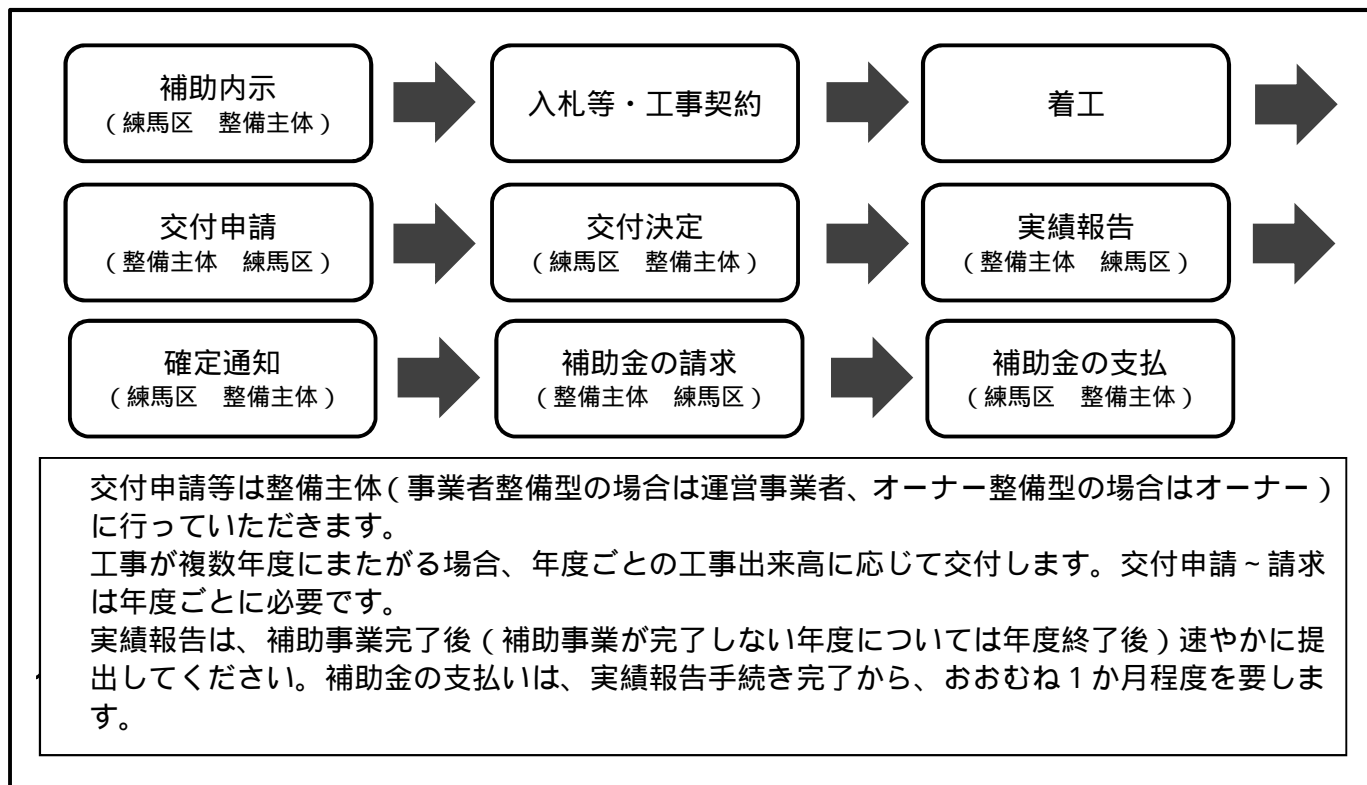 補助内示
（練馬区　整備主体）
入札等・工事契約
着工
交付申請
（整備主体　練馬区）
交付決定
（練馬区　整備主体）
実績報告
（整備主体　練馬区）
確定通知
（練馬区　整備主体）
補助金の請求
（整備主体　練馬区）
補助金の支払
（練馬区　整備主体）
交付申請等は整備主体（事業者整備型の場合は運営事業者、オーナー整備型の場合はオーナー）
に行っていただきます。
工事が複数年度にまたがる場合、年度ごとの工事出来高に応じて交付します。交付申請～請求
は年度ごとに必要です。
実績報告は、補助事業完了後（補助事業が完了しない年度については年度終了後）速やかに提
出してください。補助金の支払いは、実績報告手続き完了から、おおむね１か月程度を要しま
す。